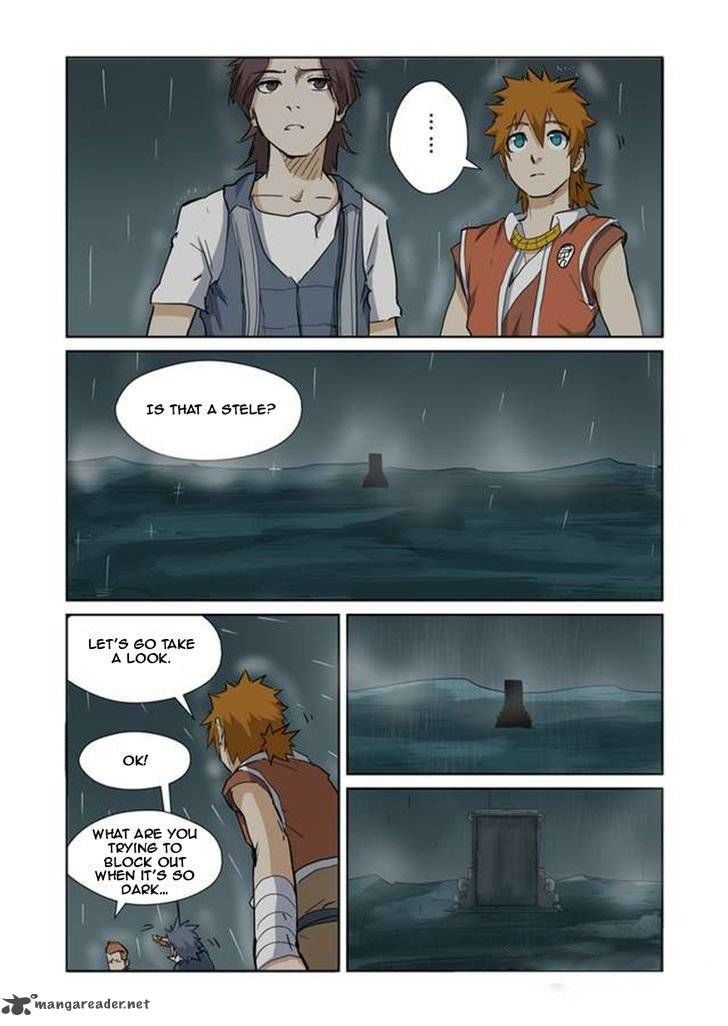 ......
IS THAT A STELE?
LET'S GO TAKE
A LOOK.
OK!
WHAT ARE YOU
TRYING TO
BLOCK OUT
WHEN IT'S SO
DARK...
mangareader.net